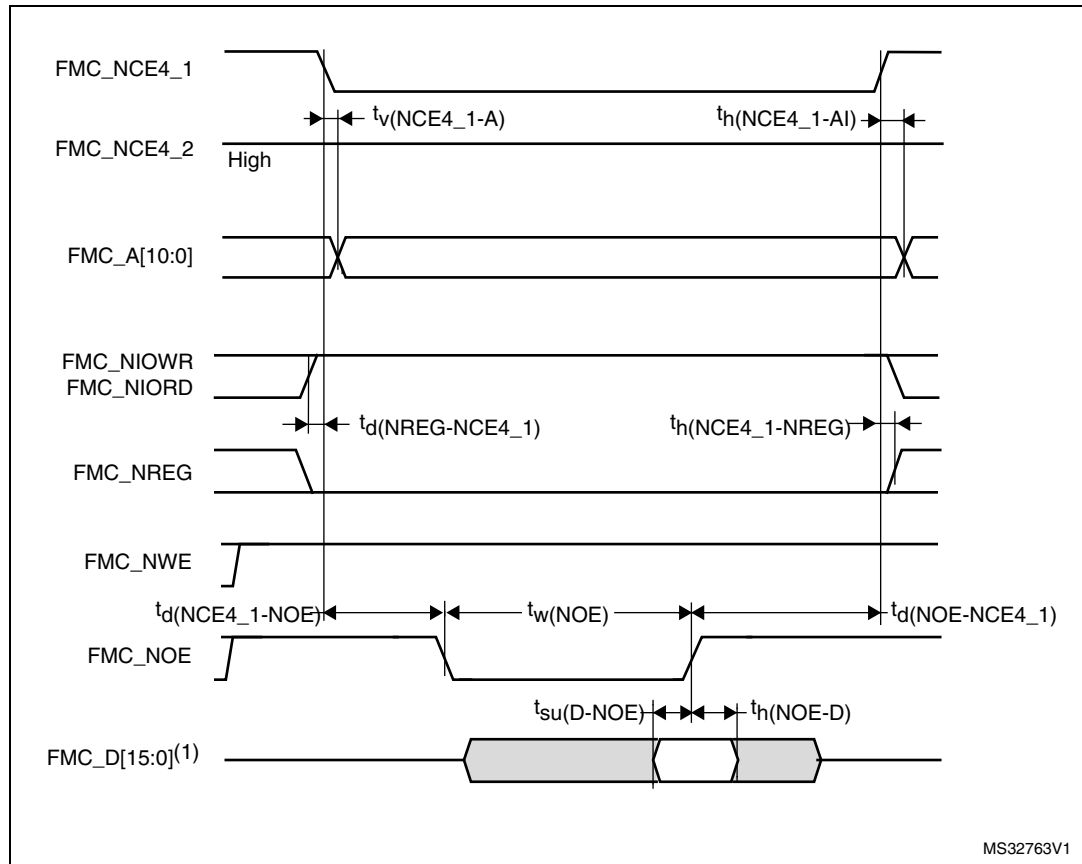 FMC_NCE4_1
tv(NCE4_1-A)
th(NCE4_1-AI)
FMC_NCE4_2
High
FMC_A[10:0]
FMC_NIOWR
FMC_NIORD
td(NREG-NCE4_1)
th(NCE4_1-NREG)
FMC_NREG
FMC_NWE
td(NCE4_1-NOE)
tw(NOE)
td(NOE-NCE4_1)
FMC_NOE
tsu(D-NOE)
th(NOE-D)
FMC_D[15:0](1)
MS32763V1